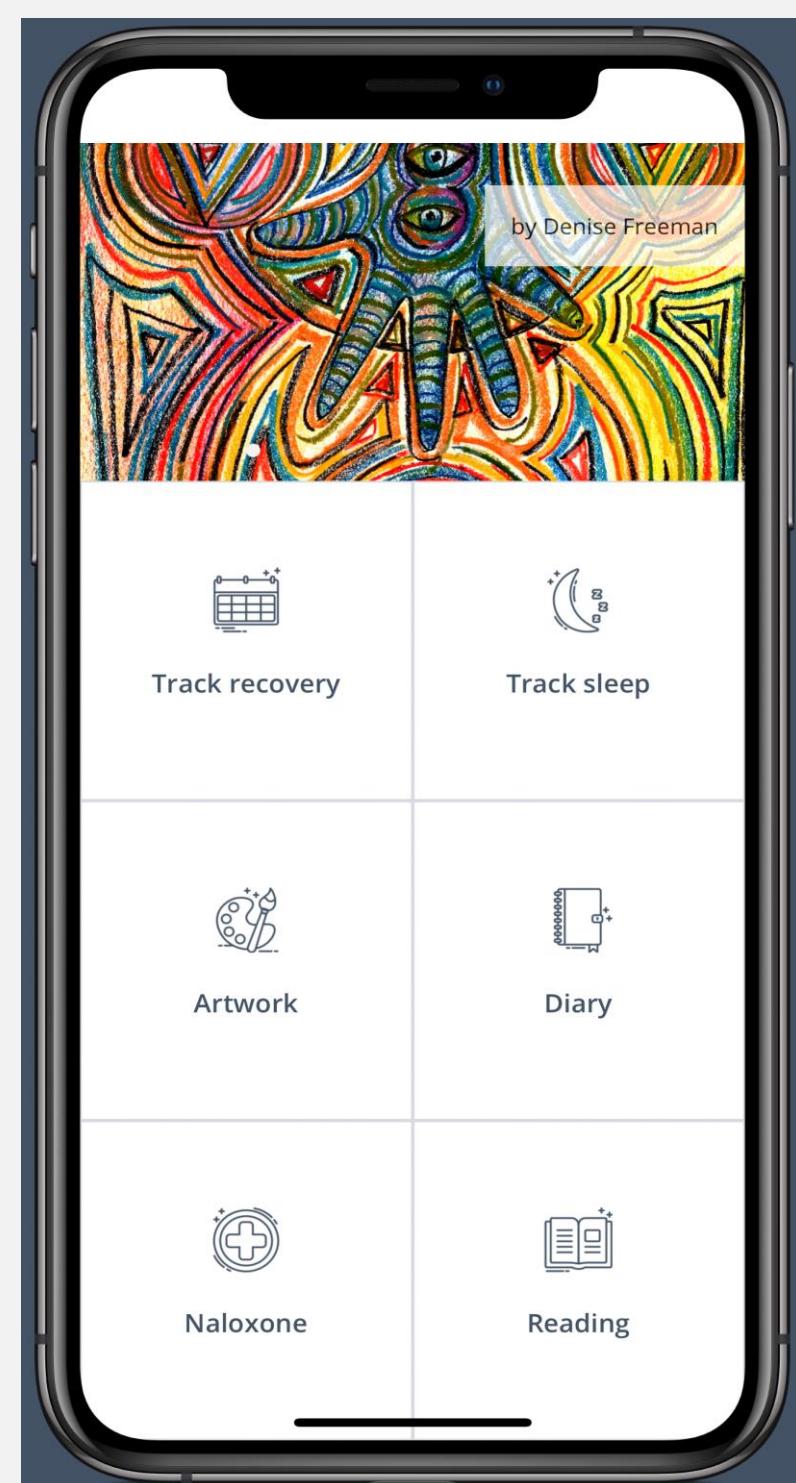 by Denise Freeman
Track recovery
Track sleep
Artwork
Diary
Naloxone
Reading